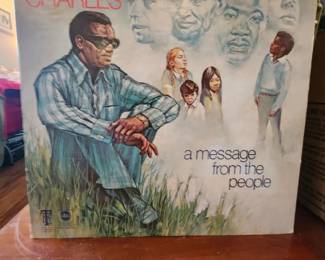 CHARLES
a message
from the
people